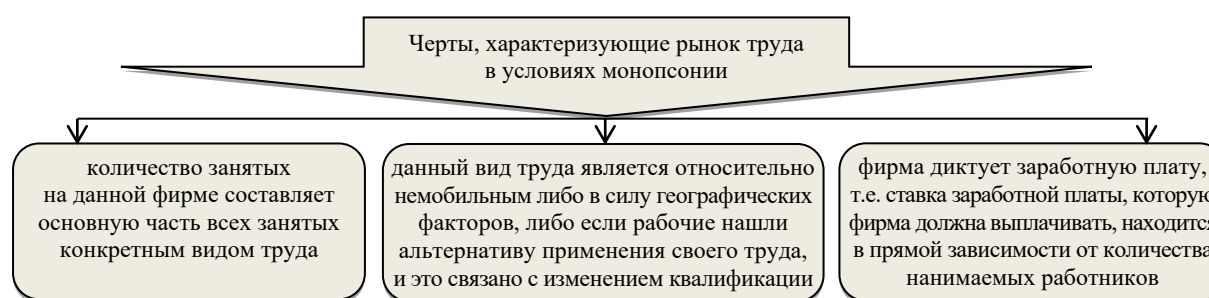 Черты, характеризующие рынок труда
в условиях монопсонии
количество занятых
на данной фирме составляет
основную часть всех занятых
конкретным видом труда
данный вид труда является относительно
немобильным либо в силу географических
факторов, либо если рабочие нашли
альтернативу применения своего труда,
и это связано с изменением квалификации
фирма диктует заработную плату,
т.е. ставка заработной платы, которую
фирма должна выплачивать, находится
в прямой зависимости от количества
нанимаемых работников